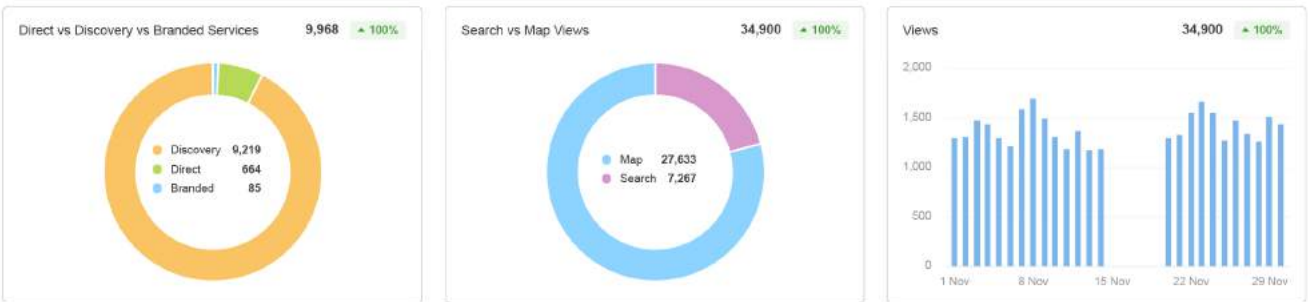 Direct vs Discovery vs Branded Services 9,968 ▲ 100%
Discovery 9,219
Direct 664
Branded 85
Search vs Map Views 34,900 ▲ 100%
Map 27,633
Search 7,267
Views 34,900 ▲ 100%
2,000
1,500
1,000
500
0
1 Nov 8 Nov 15 Nov 22 Nov 29 Nov